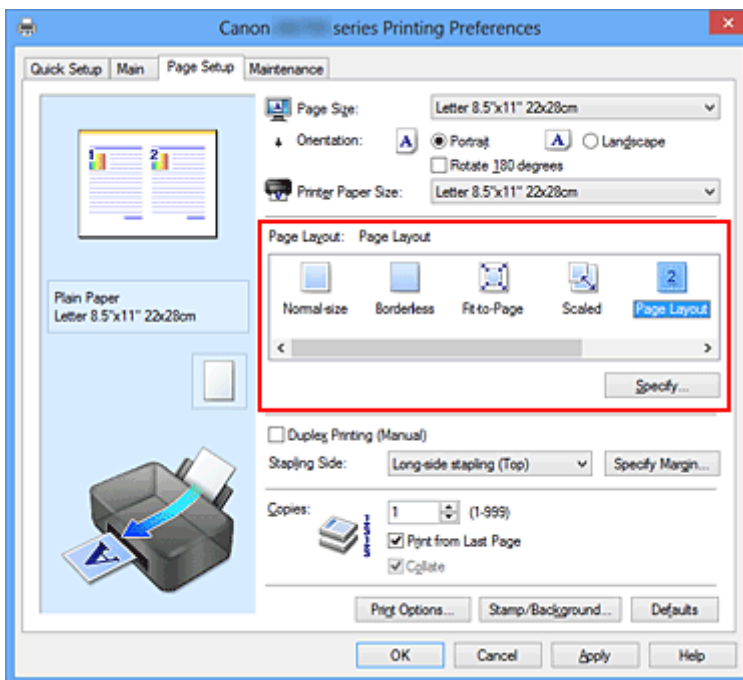 Canon series Printing Preferences
Quick Setup Main Page Setup Maintenance
1 2
Page Size: Letter 8.5"x11" 22x28cm
Orientation: A Portrait A Landscape
Rotate 180 degrees
Printer Paper Size: Letter 8.5"x11" 22x28cm
Page Layout: Page Layout
2
Normal-size Borderless Fit-to-Page Scaled Page Layout
Plain Paper
Letter 8.5"x11" 22x28cm
Specify...
Duplex Printing (Manual)
Stapling Side: Long-side stapling (Top) Specify Margin...
Copies: 1 (1-999)
Print from Last Page
Collate
A
Print Options... Stamp/Background... Defaults
OK Cancel Apply Help